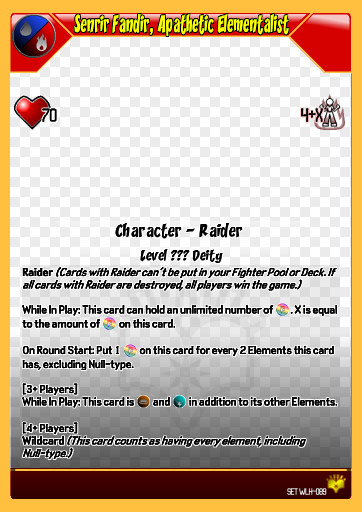 Senrir Fandir, Apathetic Elementalist
70
4+X
Character - Raider
Level ??? Deity
Raider (Cards with Raider can't be put in your Fighter Pool or Deck. If
all cards with Raider are destroyed, all players win the game.)
While In Play: This card can hold an unlimited number of . X is equal
to the amount of on this card.
On Round Start: Put 1 on this card for every 2 Elements this card
has, excluding Null-type.
[3+ Players]
While In Play: This card is and in addition to its other Elements.
[4+ Players]
Wildcard (This card counts as having every element, including
Null-type.)
SET WLH-089